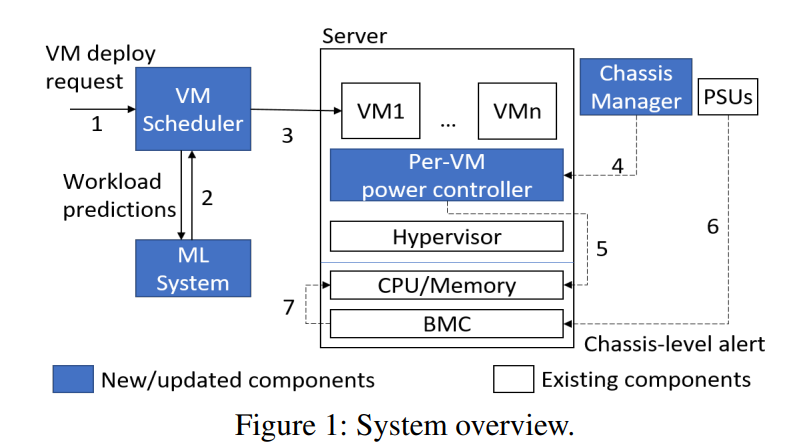 Server
VM deploy
request
1
VM
Scheduler
3
VM1
...
VMn
Chassis
Manager
PSUs
Per-VM
power controller
4
Workload
predictions
2
Hypervisor
5
6
ML
System
CPU/Memory
7
BMC
Chassis-level alert
New/updated components
Existing components
Figure 1: System overview.